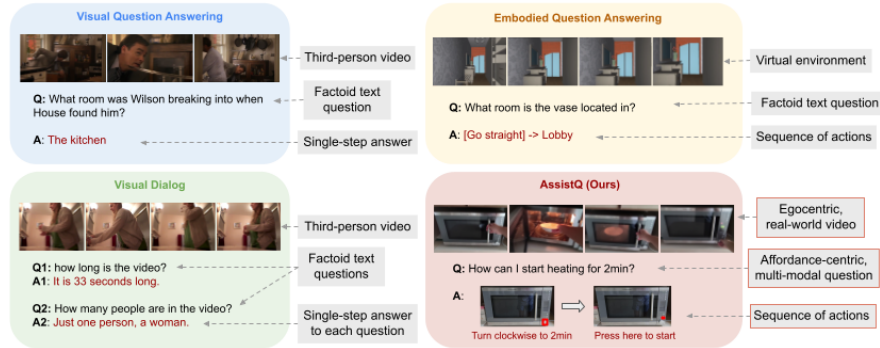 Visual Question Answering
Third-person video
Q: What room was Wilson breaking into when
House found him?
Factoid text
question
A: The kitchen
Single-step answer
Embodied Question Answering
Virtual environment
Q: What room is the vase located in?
Factoid text question
A: [Go straight] -> Lobby
Sequence of actions
Visual Dialog
Third-person video
Q1: how long is the video?
A1: It is 33 seconds long.
Factoid text
questions
Q2: How many people are in the video?
A2: Just one person, a woman.
Single-step answer
to each question
AssistQ (Ours)
Egocentric,
real-world video
Q: How can I start heating for 2min?
Affordance-centric,
multi-modal question
A:
Turn clockwise to 2min
Press here to start
Sequence of actions